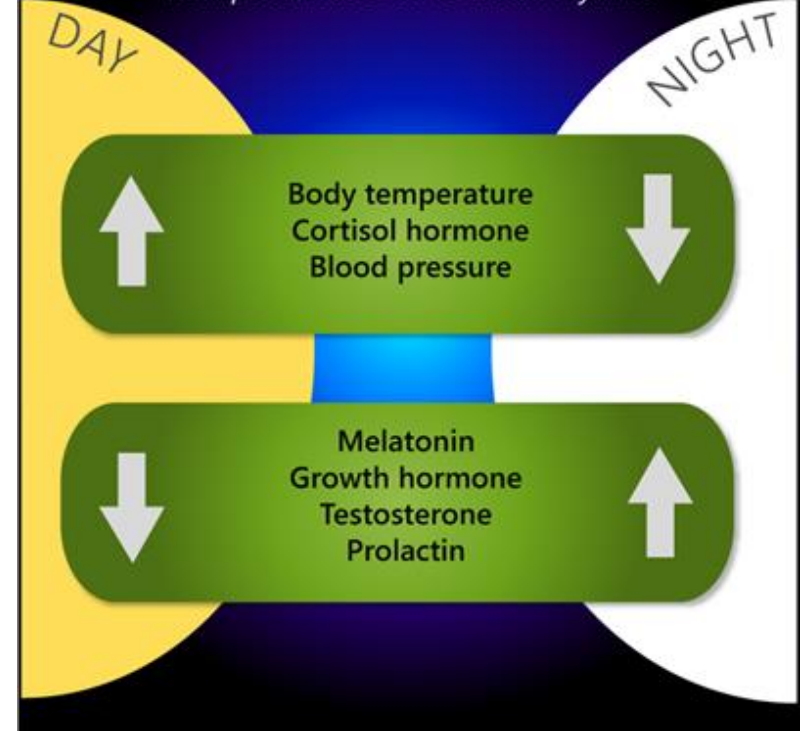 DAY
NIGHT
Body temperature
Cortisol hormone
Blood pressure
Melatonin
Growth hormone
Testosterone
Prolactin